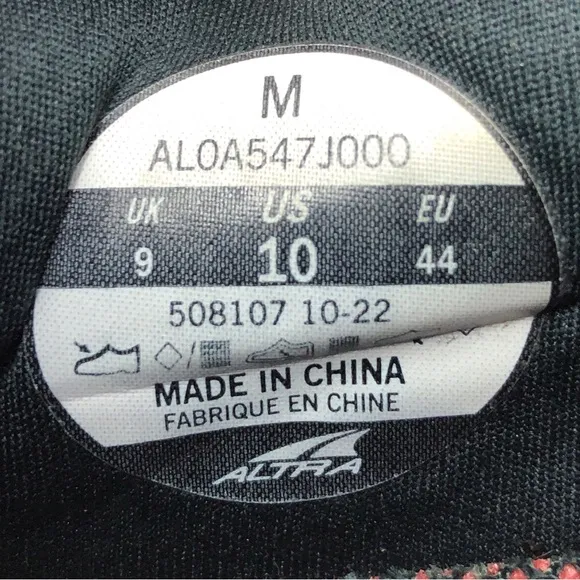 M
AL0A547J000
UK US EU
9 10 44
508107 10-22
MADE IN CHINA
FABRIQUE EN CHINE
ALTRA